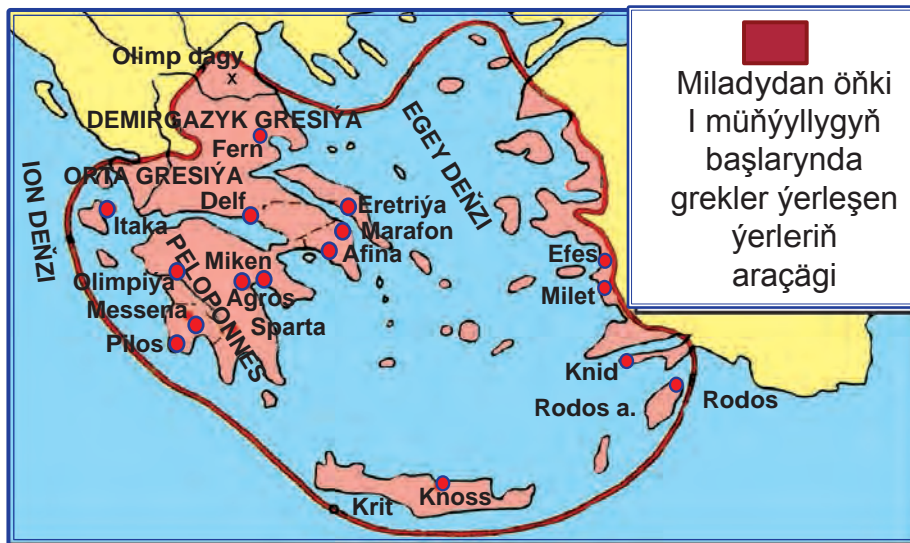 Olimp dagy
x
DEMIRGAZYK GRESIÝA
Fern
ORTA GRESIÝA
Delf
ION DEŇZI
Itaka
EGEY DEŇZI
Eretriýa
Marafon
Afina
Miken
Olimpiýa
Agros
PELOPONNES
Messena
Sparta
Pilos
Efes
Milet
Knid
Rodos a.
Rodos
Knoss
Krit
Miladydan öňki
I müňýyllygyň
başlarynda
grekler ýerleşen
ýerleriň
araçägi